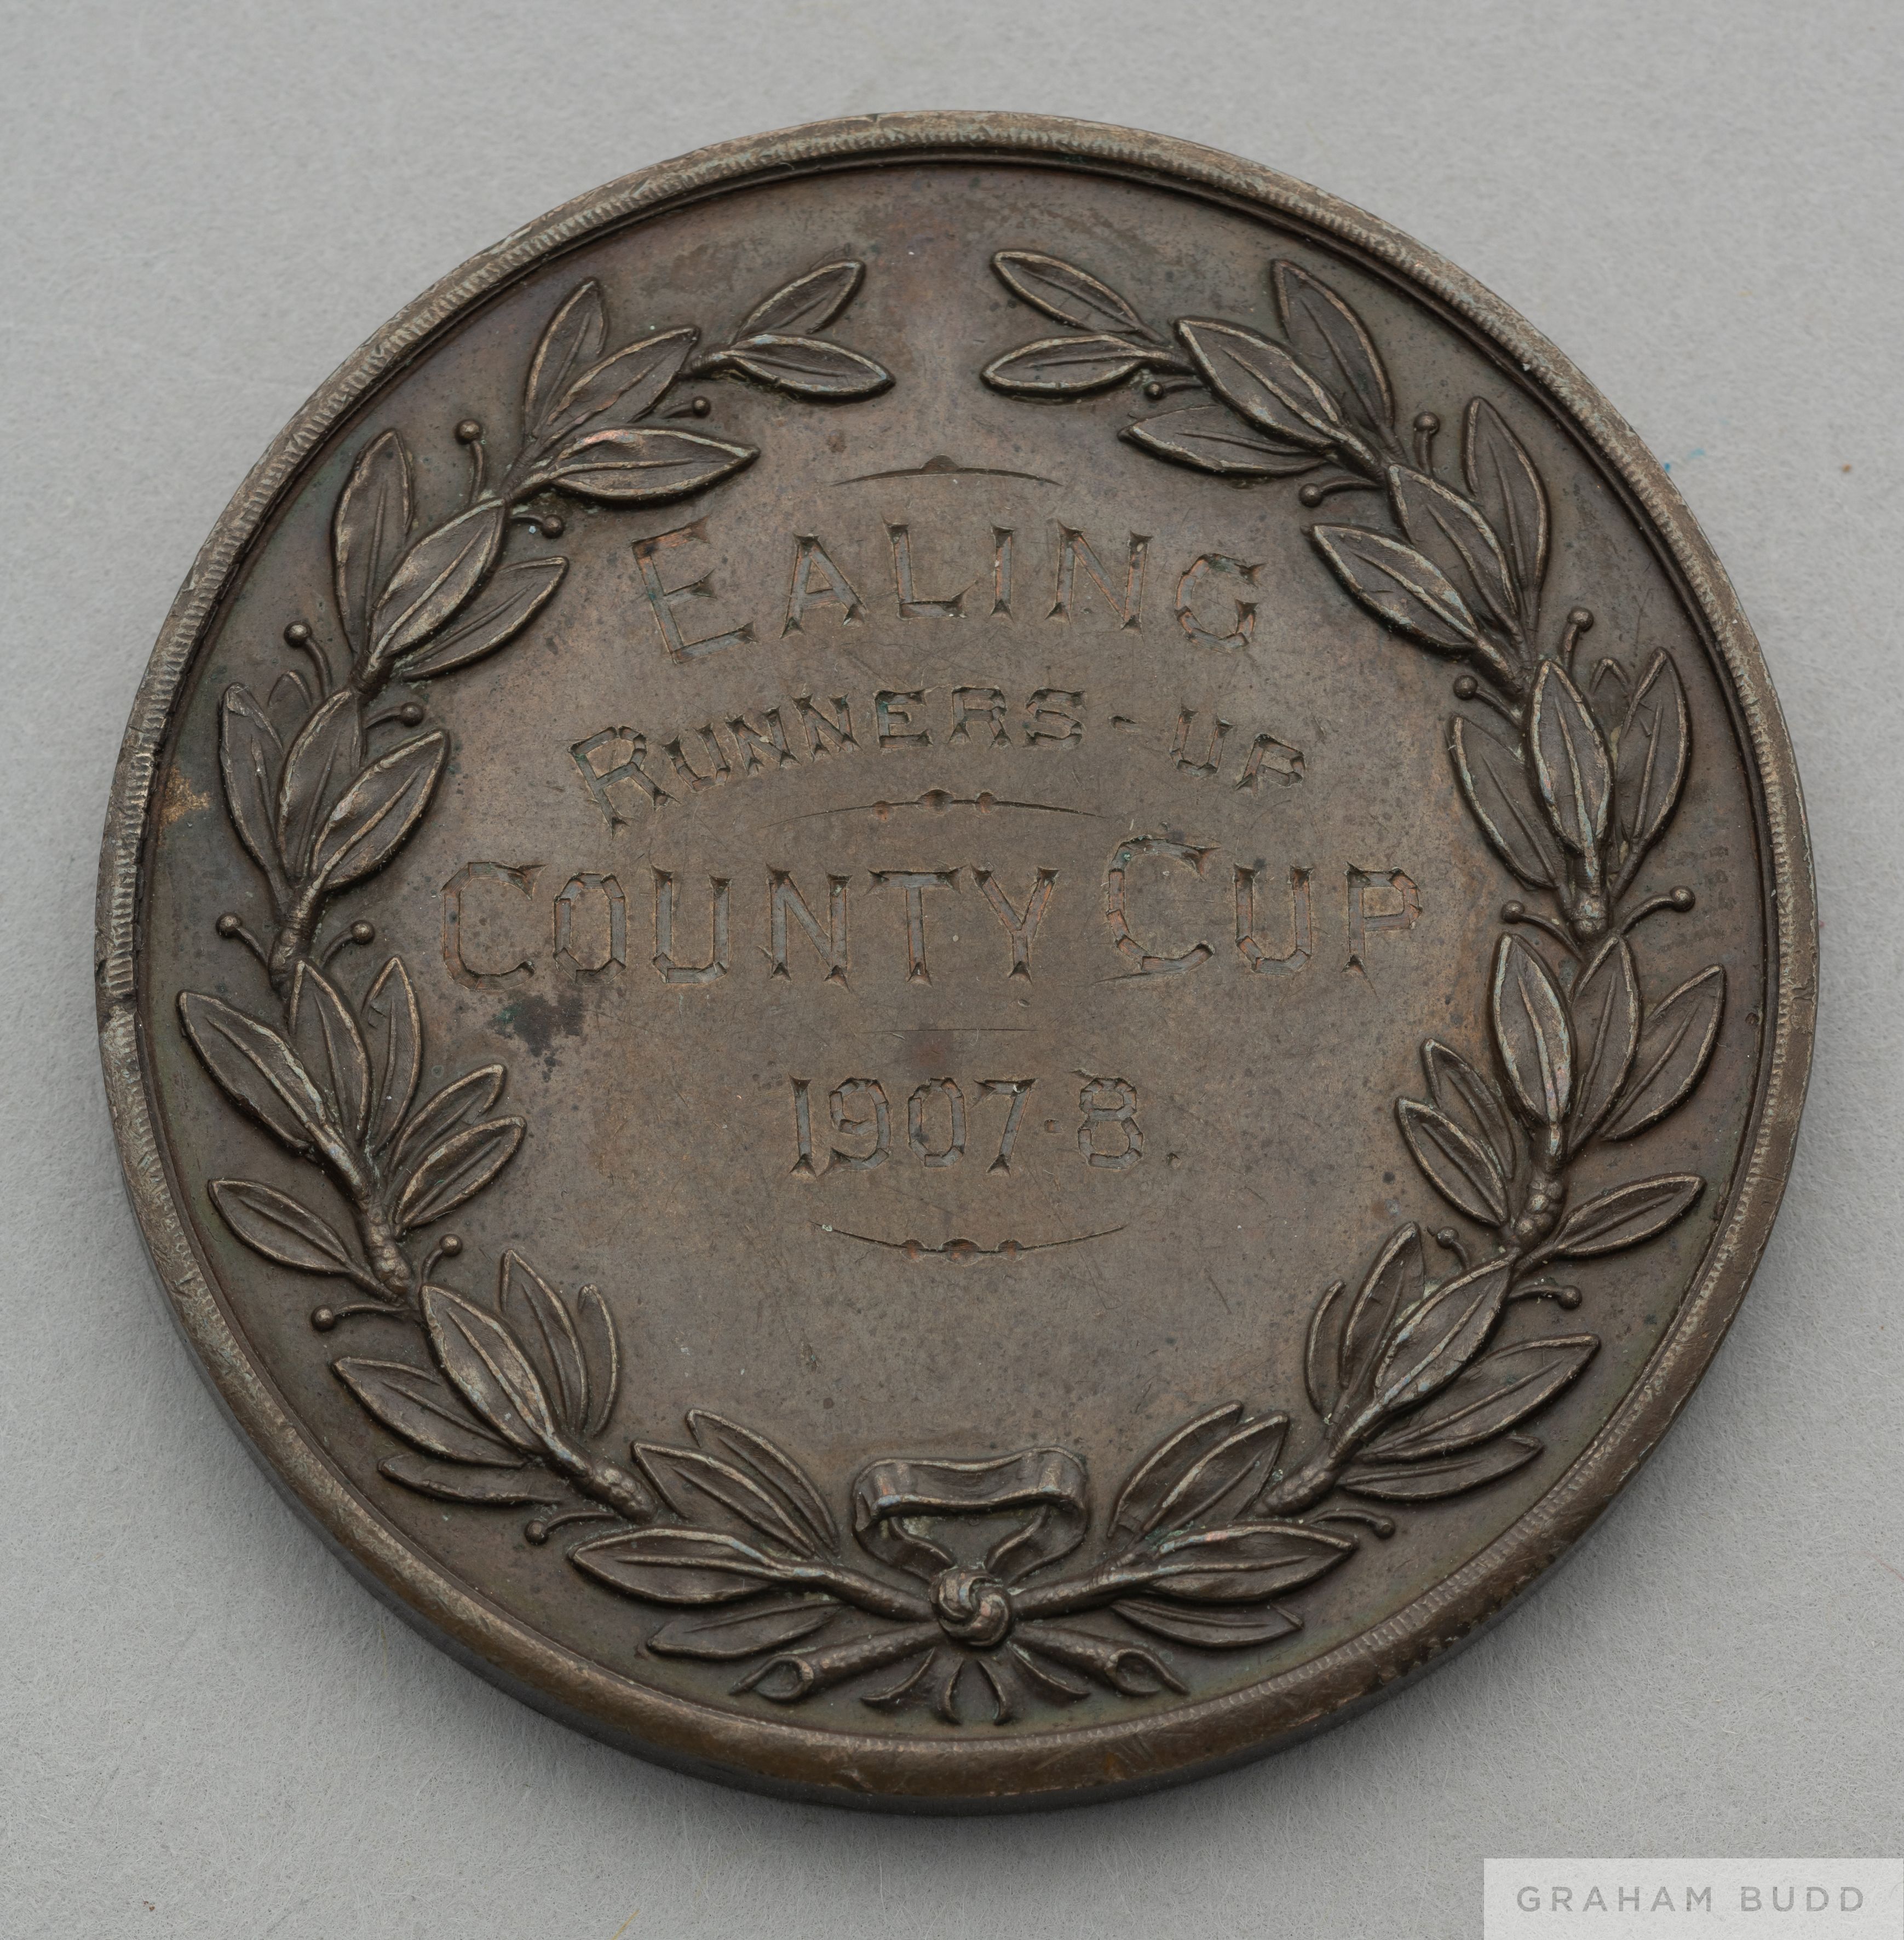 EALING
RUNNERS-UP
COUNTY CUP
1907·8.
GRAHAM BUDD